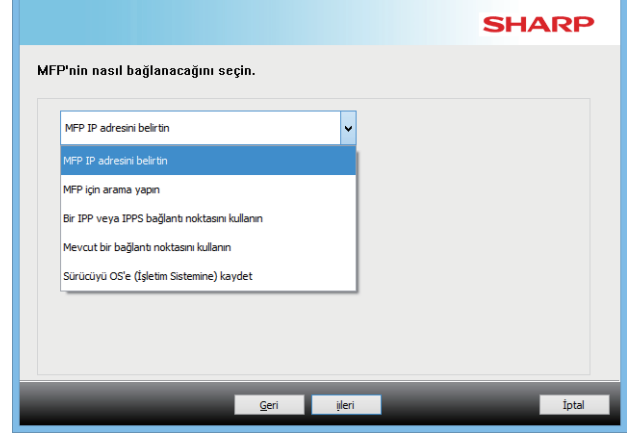 SHARP
MFP'nin nasıl bağlanacağını seçin.
MFP IP adresini belirtin
MFP IP adresini belirtin
MFP için arama yapın
Bir IPP veya IPPS bağlantı noktasını kullanın
Mevcut bir bağlantı noktasını kullanın
Sürücüyü OS'e (İşletim Sistemine) kaydet
Geri iileri İptal